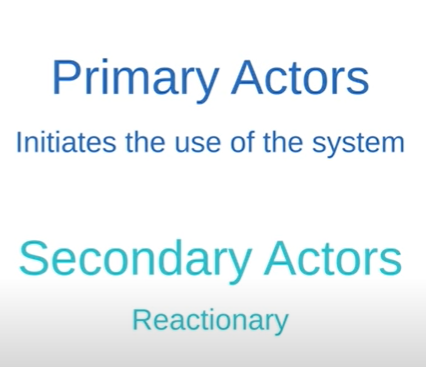 Primary Actors
Initiates the use of the system
Secondary Actors
Reactionary